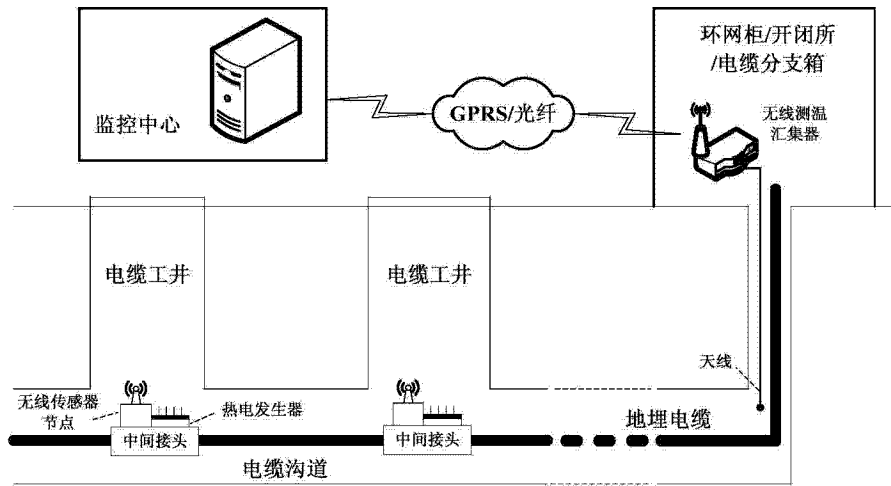 环网柜/开闭所
/电缆分支箱
监控中心
GPRS/光纤
无线测温
汇集器
电缆工井
电缆工井
天线
无线传感器
节点
热电发生器
地埋电缆
中间接头
中间接头
电缆沟道